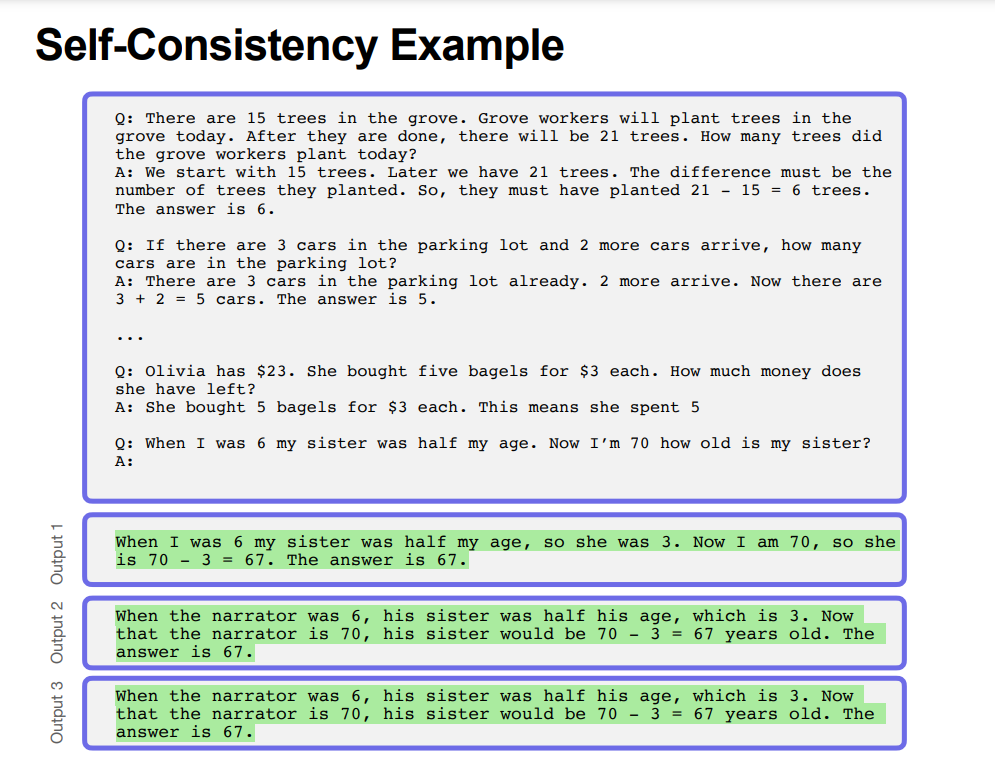 Self-Consistency Example
Q: There are 15 trees in the grove. Grove workers will plant trees in the
grove today. After they are done, there will be 21 trees. How many trees did
the grove workers plant today?
A: We start with 15 trees. Later we have 21 trees. The difference must be the
number of trees they planted. So, they must have planted 21 - 15 = 6 trees.
The answer is 6.
Q: If there are 3 cars in the parking lot and 2 more cars arrive, how many
cars are in the parking lot?
A: There are 3 cars in the parking lot already. 2 more arrive. Now there are
3 + 2 = 5 cars. The answer is 5.
...
Q: Olivia has $23. She bought five bagels for $3 each. How much money does
she have left?
A: She bought 5 bagels for $3 each. This means she spent 5
Q: When I was 6 my sister was half my age. Now I’m 70 how old is my sister?
A:
Output 1
When I was 6 my sister was half my age, so she was 3. Now I am 70, so she
is 70 - 3 = 67. The answer is 67.
Output 2
When the narrator was 6, his sister was half his age, which is 3. Now
that the narrator is 70, his sister would be 70 - 3 = 67 years old. The
answer is 67.
Output 3
When the narrator was 6, his sister was half his age, which is 3. Now
that the narrator is 70, his sister would be 70 - 3 = 67 years old. The
answer is 67.